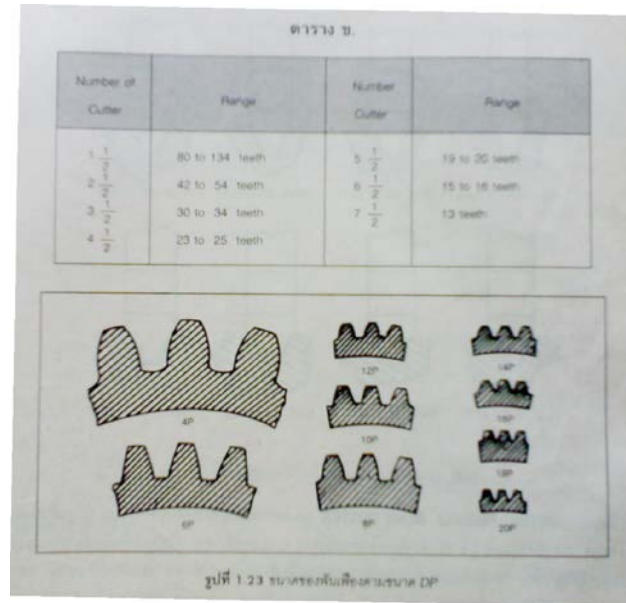 ตาราง ข.
Number of Cutter Range Number Cutter Range
1 1/2 80 to 134 teeth 5 1/2 19 to 20 teeth
2 1/2 42 to 54 teeth 6 1/2 15 to 16 teeth
3 1/2 30 to 34 teeth 7 1/2 13 teeth
4 1/2 23 to 25 teeth
4P 12P 14P
10P 16P
6P 8P 18P
20P
รูปที่ 1.23 ขนาดของฟันเฟืองตามขนาด DP